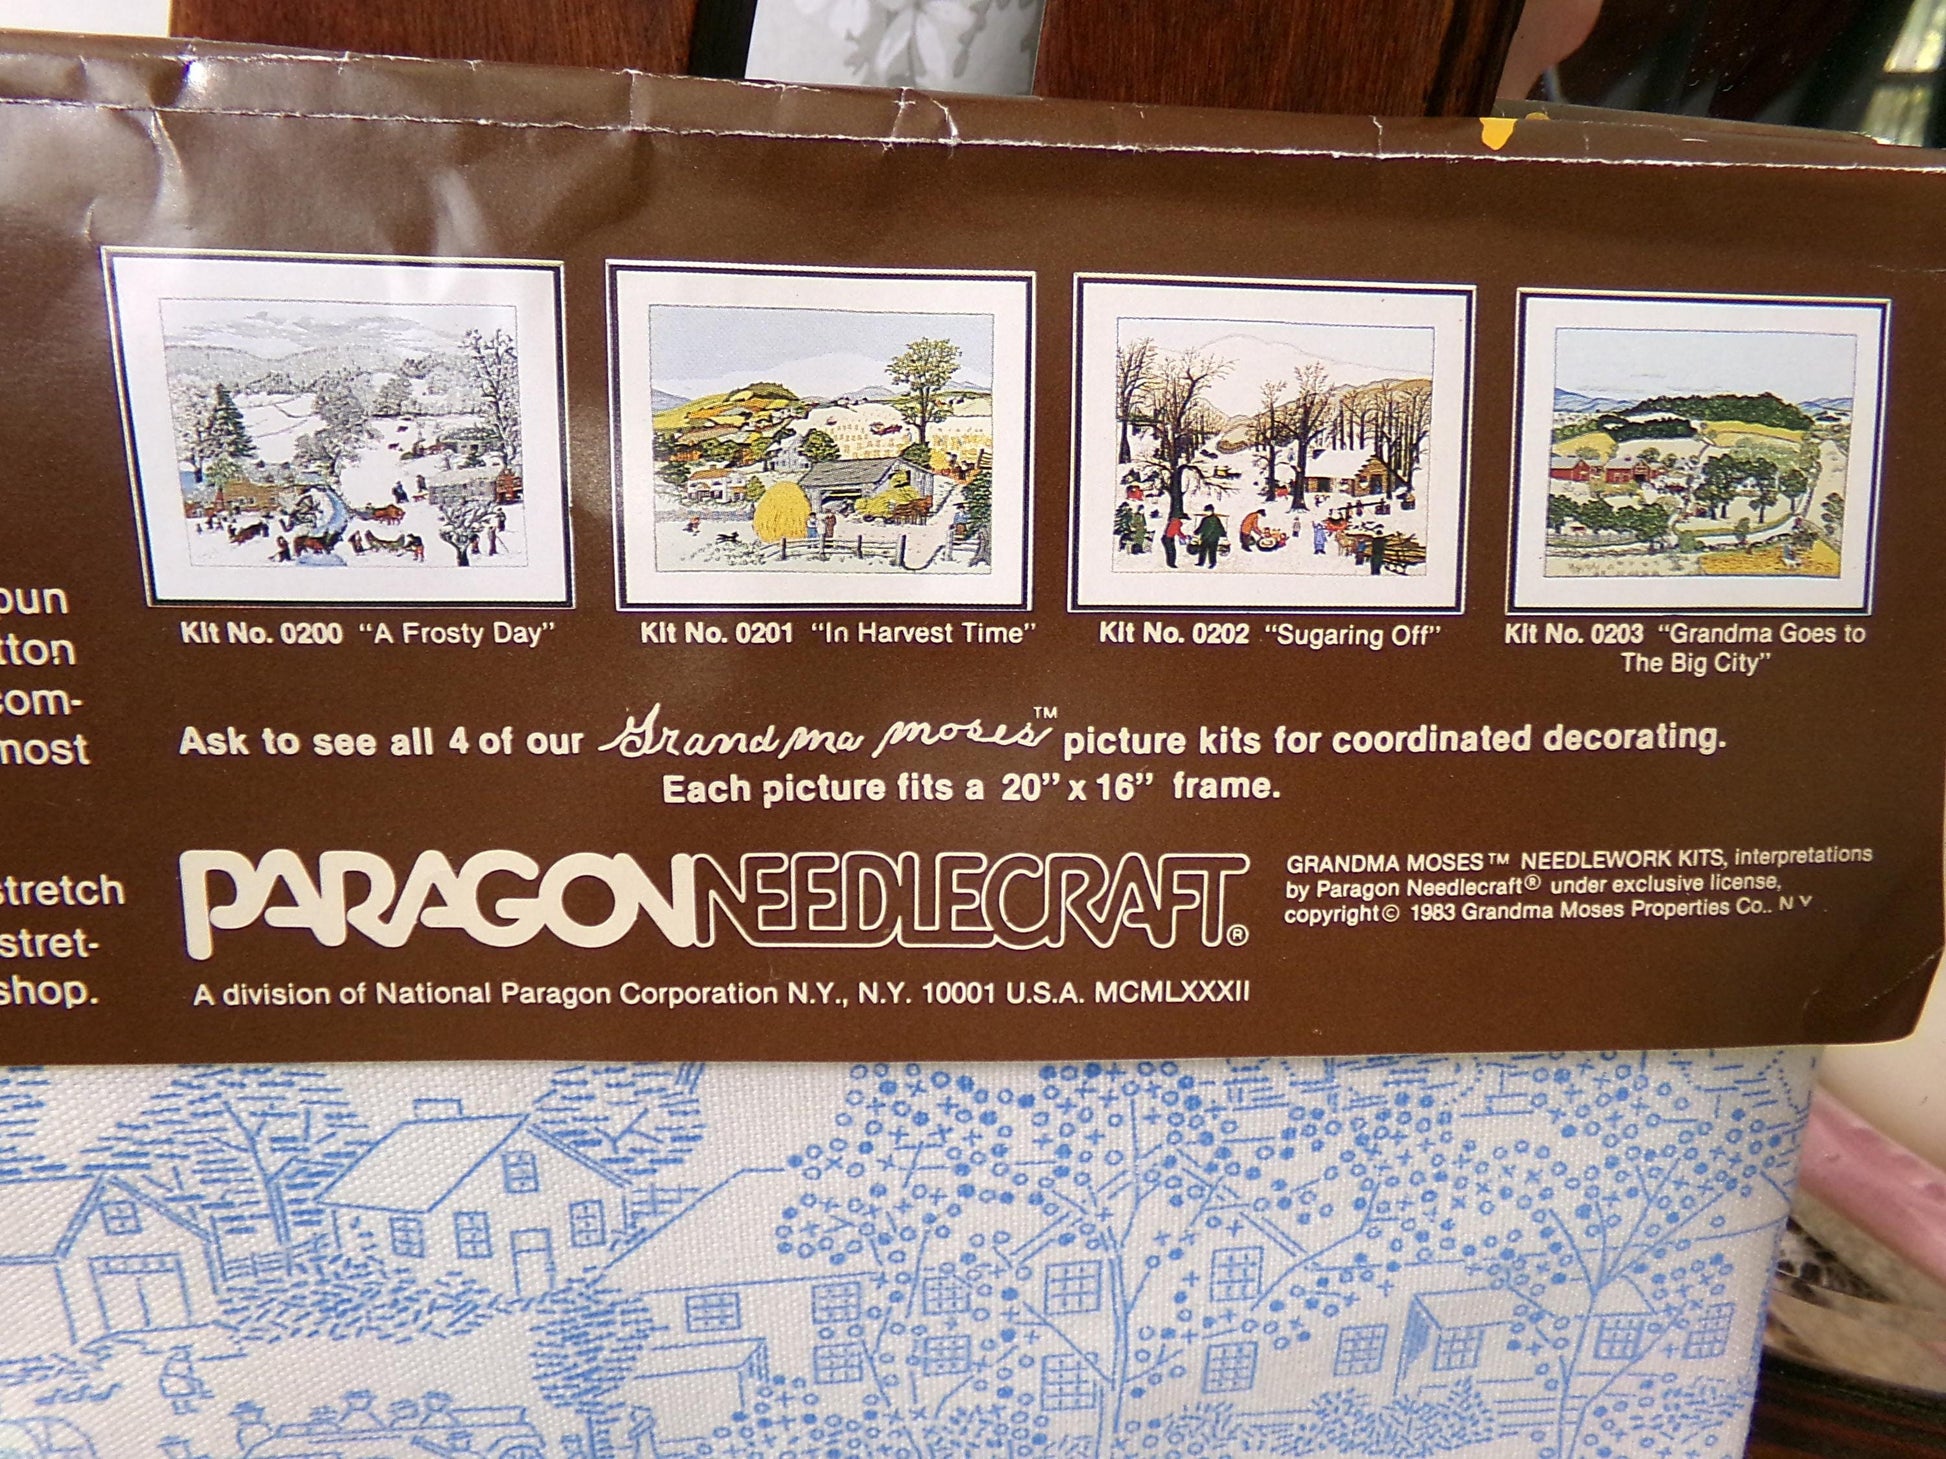 oun
tton
com-
most
stretch
stret-
shop.
Kit No. 0200 “A Frosty Day”
Kit No. 0201 “In Harvest Time”
Kit No. 0202 “Sugaring Off”
Kit No. 0203 “Grandma Goes to
The Big City”
Ask to see all 4 of our Grandma Moses™ picture kits for coordinated decorating.
Each picture fits a 20” x 16” frame.
PARAGON NEEDLECRAFT®
A division of National Paragon Corporation N.Y., N.Y. 10001 U.S.A. MCMLXXXII
GRANDMA MOSES™ NEEDLEWORK KITS, interpretations
by Paragon Needlecraft® under exclusive license,
copyright© 1983 Grandma Moses Properties Co.. N Y